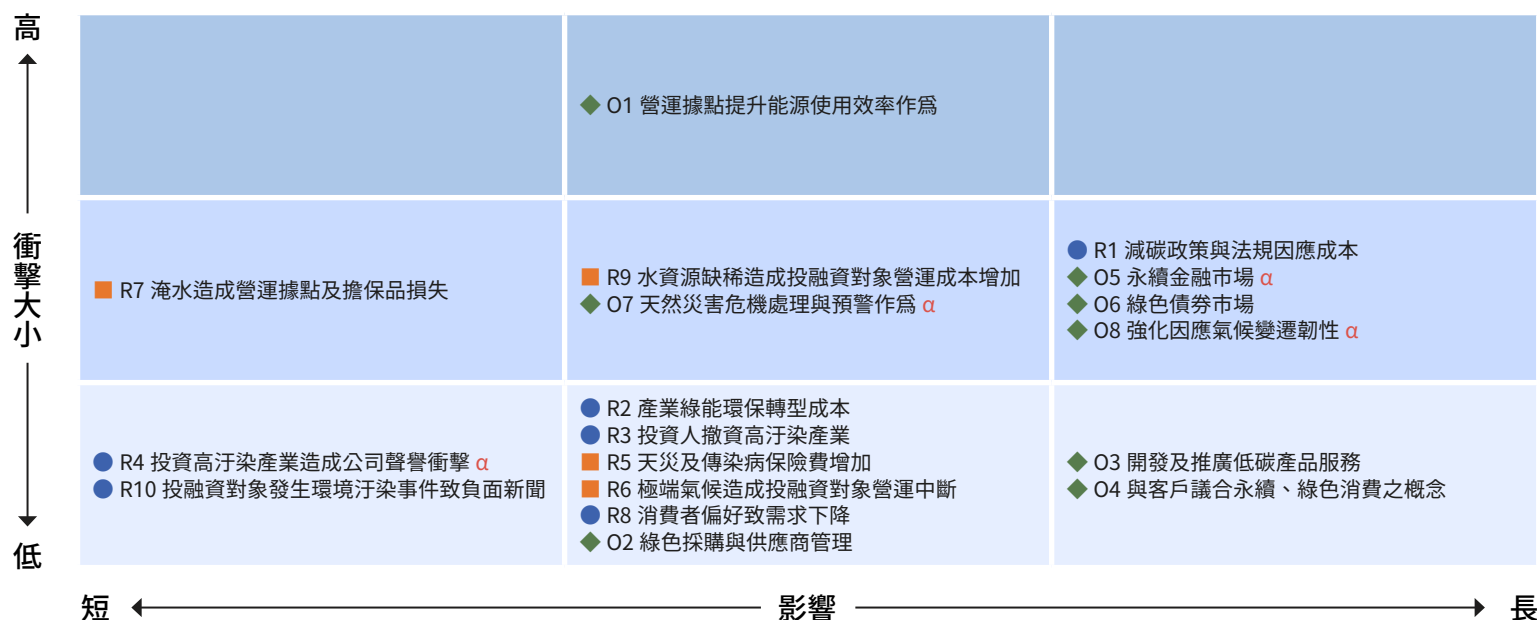 高
衝擊大小
低
O1 營運據點提升能源使用效率作為
R7 淹水造成營運據點及擔保品損失
R9 水資源缺稀造成投融資對象營運成本增加
O7 天然災害危機處理與預警作為 α
R1 減碳政策與法規因應成本
O5 永續金融市場 α
O6 綠色債券市場
O8 強化因應氣候變遷韌性 α
R4 投資高汙染產業造成公司聲譽衝擊 α
R10 投融資對象發生環境汙染事件致負面新聞
R2 產業綠能環保轉型成本
R3 投資人撤資高汙染產業
R5 天災及傳染病保險費增加
R6 極端氣候造成投融資對象營運中斷
R8 消費者偏好致需求下降
O2 綠色採購與供應商管理
O3 開發及推廣低碳產品服務
O4 與客戶議合永續、綠色消費之概念
短
影響
長